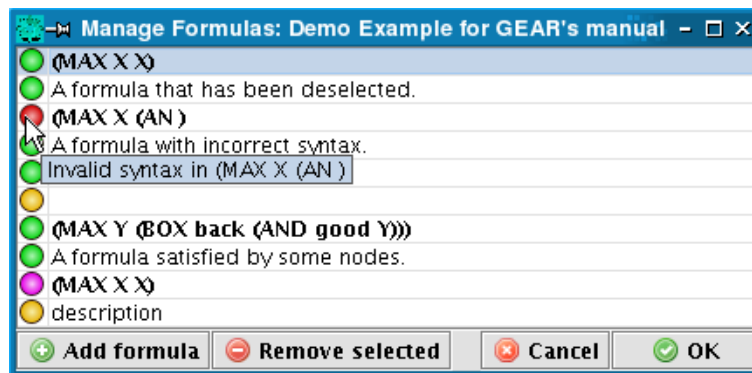 Manage Formulas: Demo Example for GEAR's manual
(MAX X X)
A formula that has been deselected.
(MAX X (AN )
A formula with incorrect syntax.
Invalid syntax in (MAX X (AN )
(MAX Y (BOX back (AND good Y)))
A formula satisfied by some nodes.
(MAX X X)
description
Add formula Remove selected Cancel OK